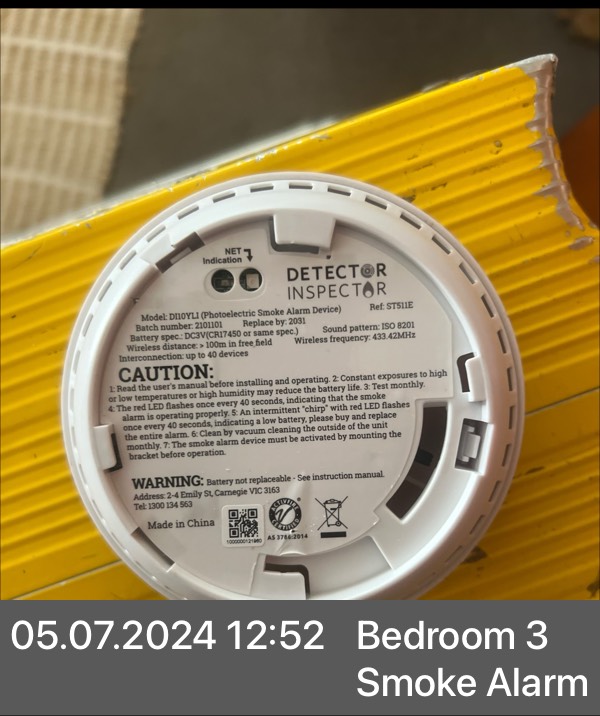 NET
Indication
DETECTOR
INSPECTOR
Model: DI10YLI (Photoelectric Smoke Alarm Device) Ref: ST511E
Batch number: 2101101 Replace by: 2031
Battery spec.: DC3V(CR17450 or same spec.) Sound pattern: ISO 8201
Wireless distance: > 100m in free field Wireless frequency: 433.42MHz
Interconnection: up to 40 devices
CAUTION:
1: Read the user's manual before installing and operating. 2: Constant exposures to high
or low temperatures or high humidity may reduce the battery life. 3: Test monthly.
4: The red LED flashes once every 40 seconds, indicating that the smoke
alarm is operating properly. 5: An intermittent "chirp" with red LED flashes
once every 40 seconds, indicating a low battery, please buy and replace
the entire alarm. 6: Clean by vacuum cleaning the outside of the unit
monthly. 7: The smoke alarm device must be activated by mounting the
bracket before operation.
WARNING: Battery not replaceable - See instruction manual.
Address: 2-4 Emily St, Carnegie VIC 3163
Tel: 1300 134 563
Made in China
AS 3786:2014
05.07.2024 12:52 Bedroom 3
Smoke Alarm